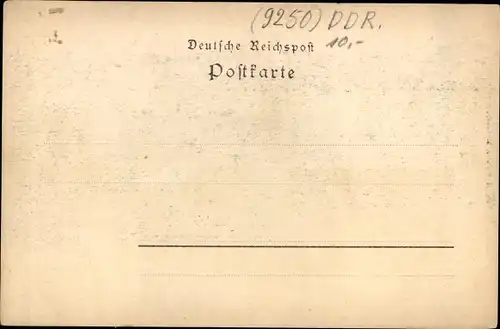 (9250) DDR.
10,-
Deutſche Reichspoſt
Poſtkarte